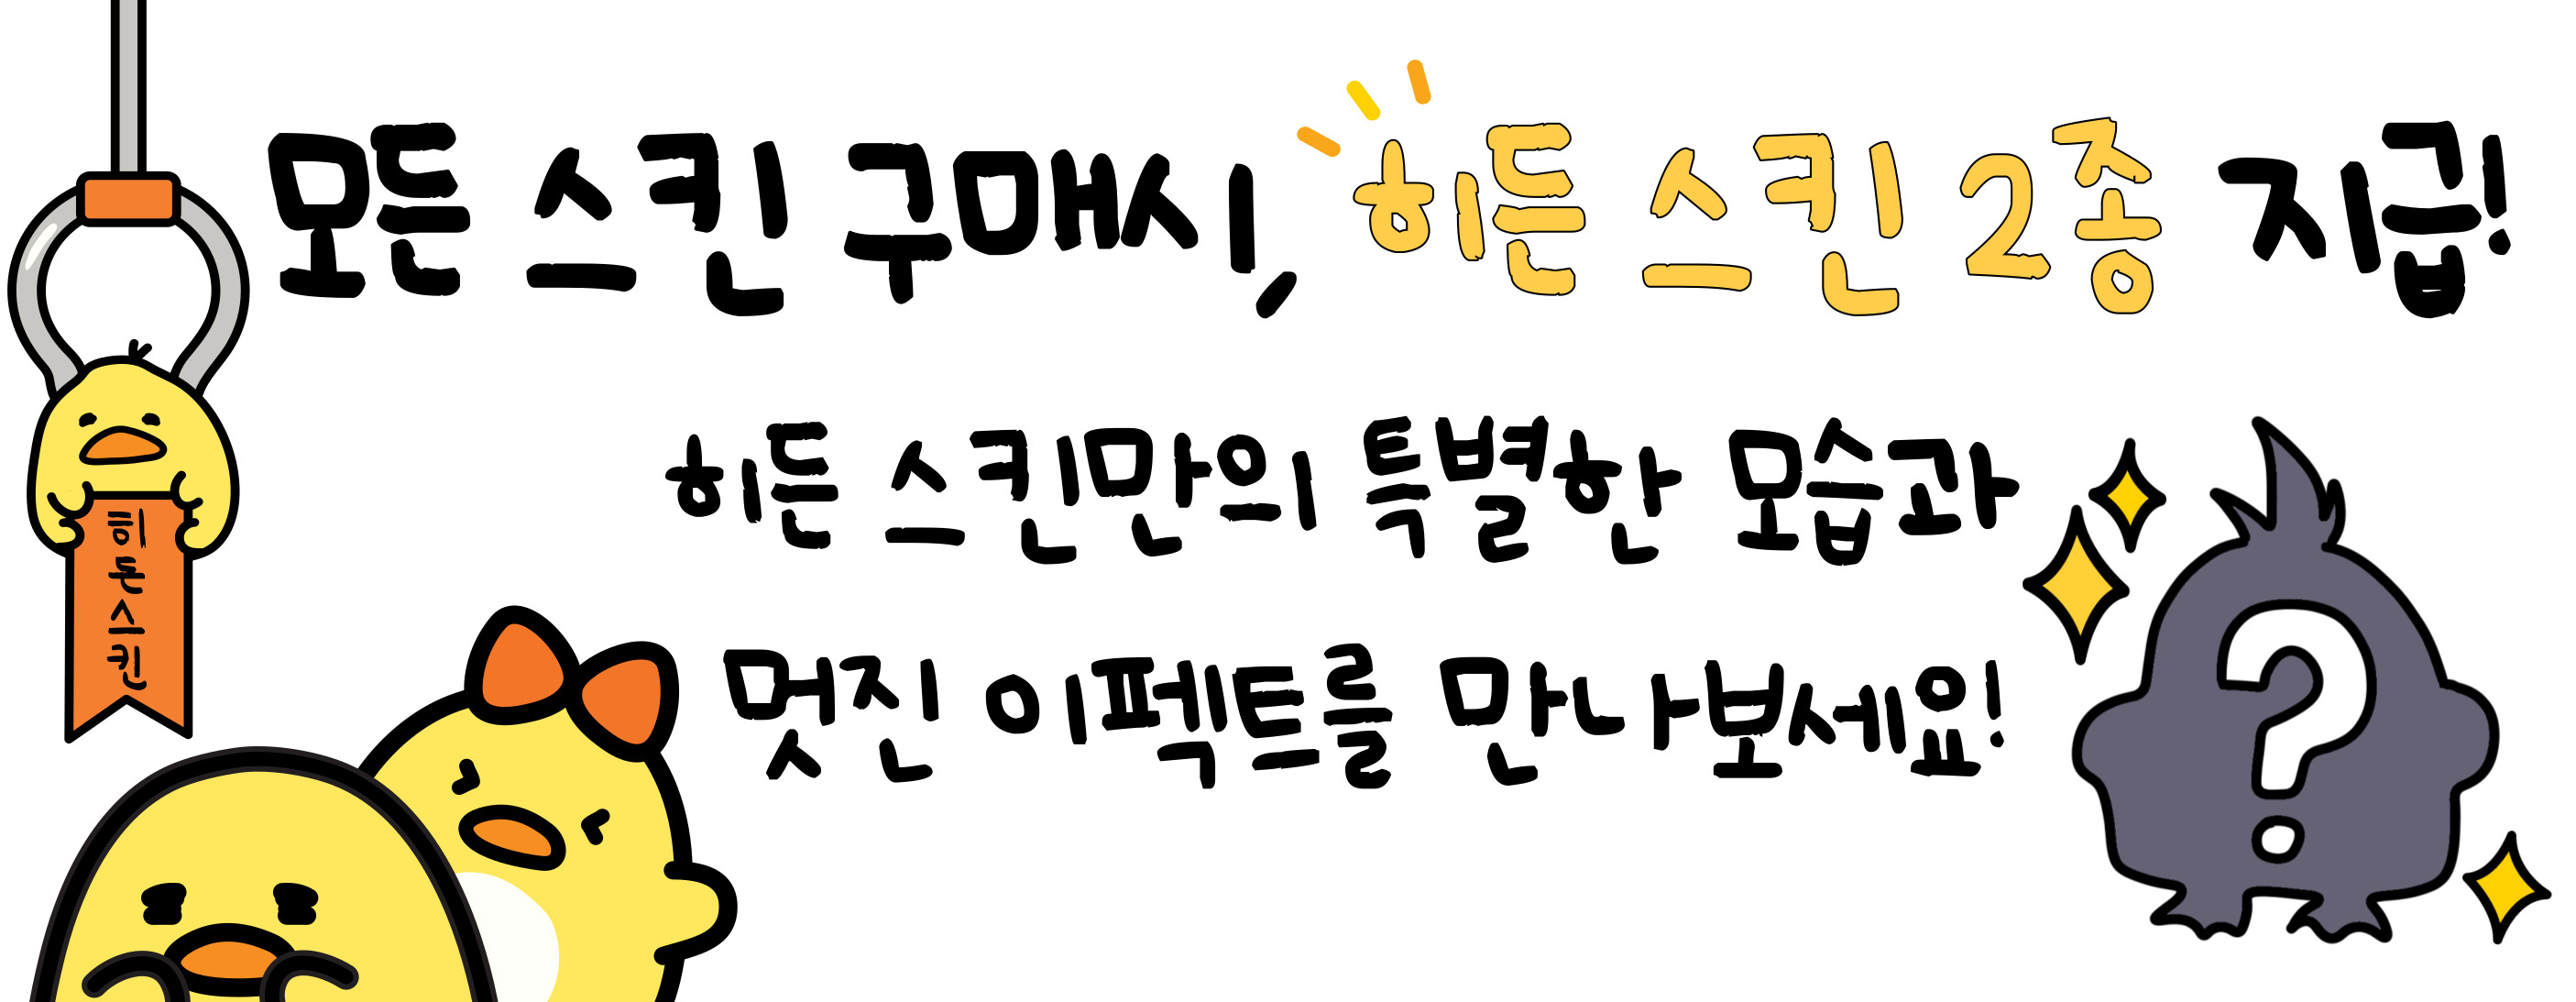 모든 스킨 구매시, 히든 스킨 2종 지급!
히든 스킨만의 특별한 모습과
멋진 이펙트를 만나보세요!
히든스킨
?